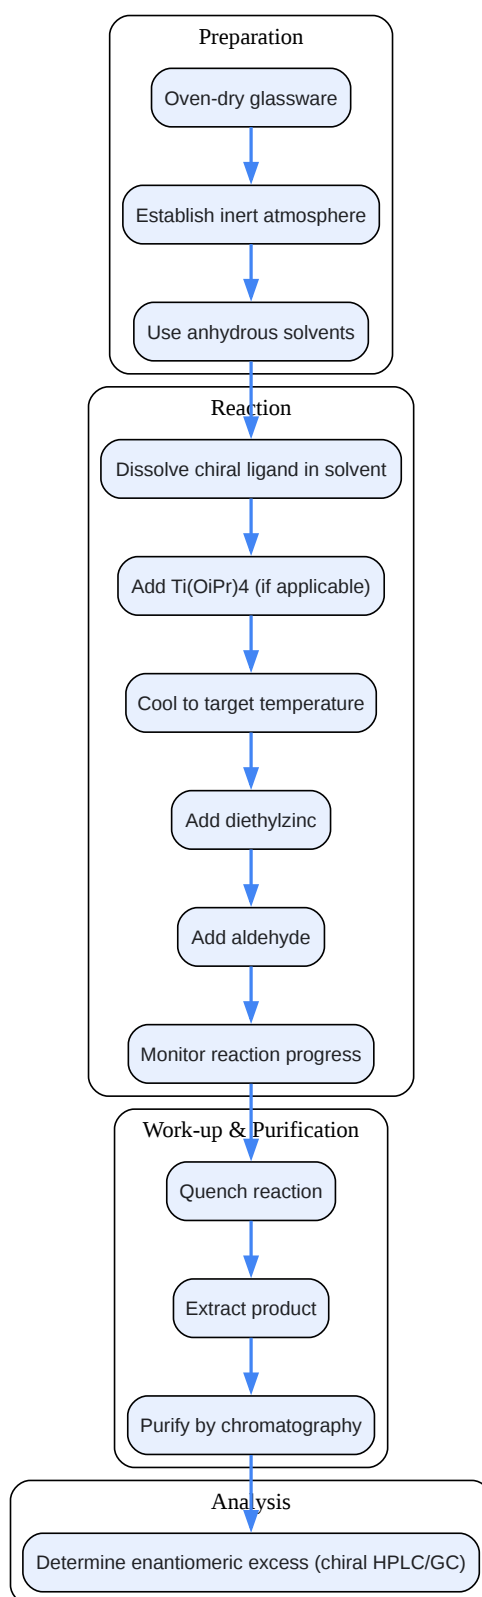 Preparation
Oven-dry glassware
Establish inert atmosphere
Use anhydrous solvents
Reaction
Dissolve chiral ligand in solvent
Add Ti(OiPr)4 (if applicable)
Cool to target temperature
Add diethylzinc
Add aldehyde
Monitor reaction progress
Work-up & Purification
Quench reaction
Extract product
Purify by chromatography
Analysis
Determine enantiomeric excess (chiral HPLC/GC)